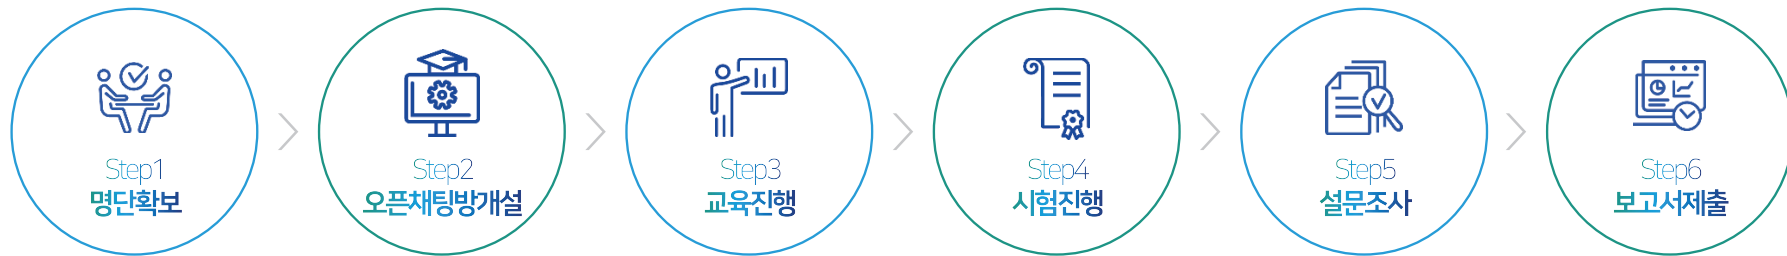 Step1
명단확보
Step2
오픈채팅방개설
Step3
교육진행
Step4
시험진행
Step5
설문조사
Step6
보고서제출